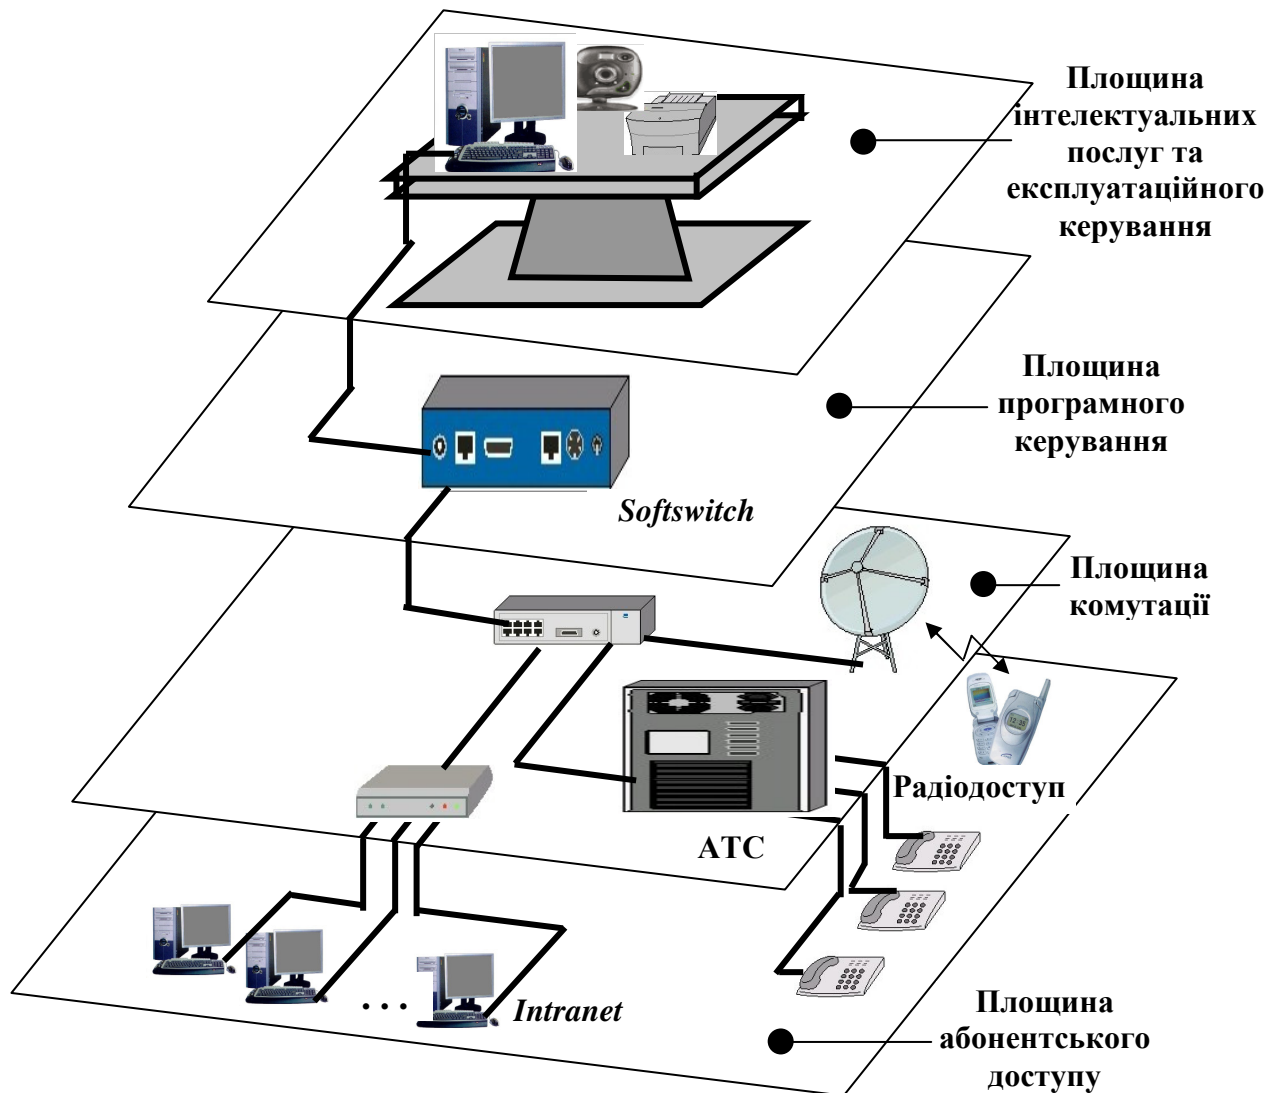 Площина
інтелектуальних
послуг та
експлуатаційного
керування
Площина
програмного
керування
Softswitch
Площина
комутації
Радіодоступ
АТС
. . .
Intranet
Площина
абонентського
доступу